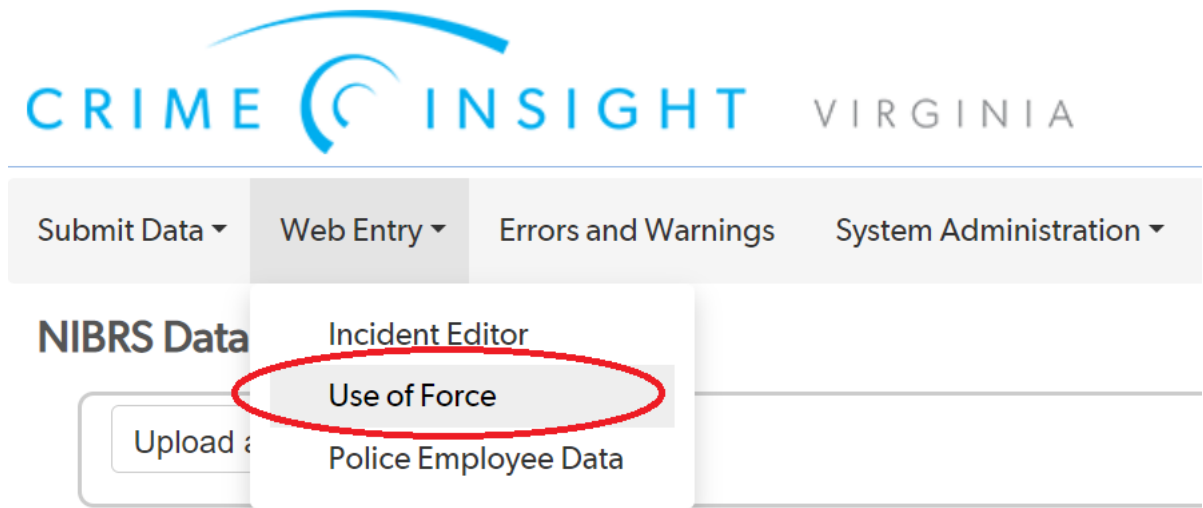 CRIME INSIGHT VIRGINIA
Submit Data Web Entry Errors and Warnings System Administration
NIBRS Data
Incident Editor
Use of Force
Upload a
Police Employee Data